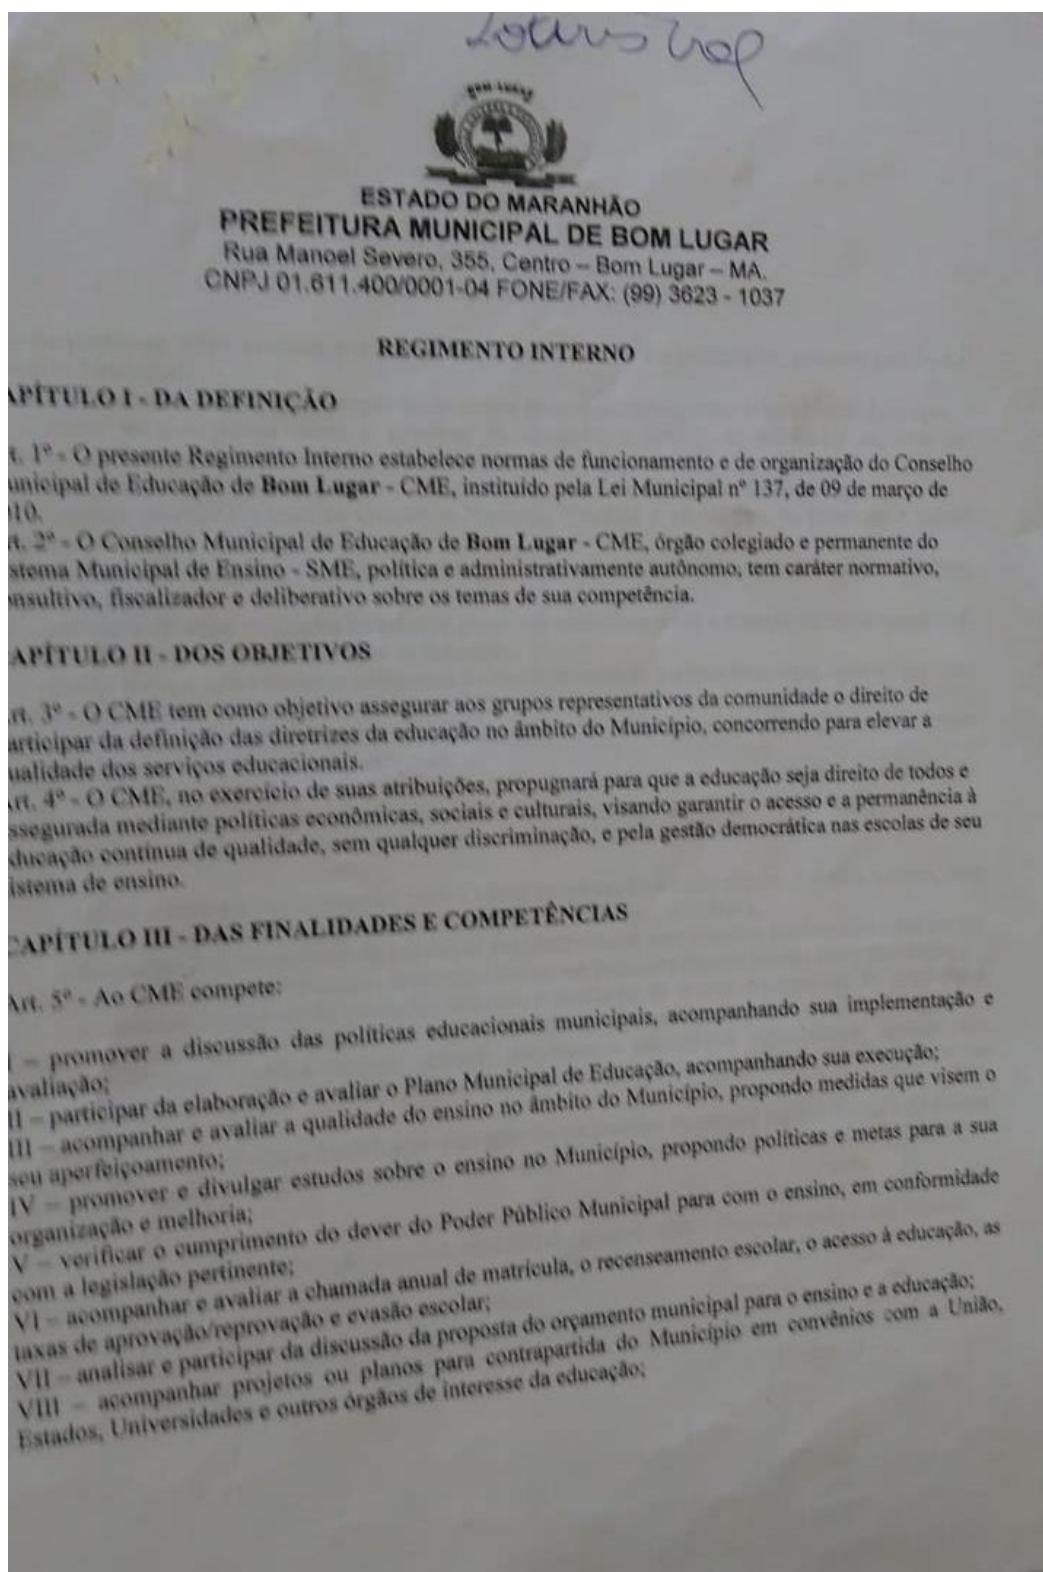 BOM LUGAR
ESTADO DO MARANHÃO
PREFEITURA MUNICIPAL DE BOM LUGAR
Rua Manoel Severo, 355, Centro – Bom Lugar – MA.
CNPJ 01.611.400/0001-04 FONE/FAX: (99) 3623 - 1037
REGIMENTO INTERNO
APÍTULO I - DA DEFINIÇÃO
t. 1º - O presente Regimento Interno estabelece normas de funcionamento e de organização do Conselho
unicipal de Educação de Bom Lugar - CME, instituído pela Lei Municipal nº 137, de 09 de março de
10.
rt. 2º - O Conselho Municipal de Educação de Bom Lugar - CME, órgão colegiado e permanente do
stema Municipal de Ensino - SME, política e administrativamente autônomo, tem caráter normativo,
onsultivo, fiscalizador e deliberativo sobre os temas de sua competência.
APÍTULO II - DOS OBJETIVOS
rt. 3º - O CME tem como objetivo assegurar aos grupos representativos da comunidade o direito de
articipar da definição das diretrizes da educação no âmbito do Município, concorrendo para elevar a
ualidade dos serviços educacionais.
rt. 4º - O CME, no exercício de suas atribuições, propugnará para que a educação seja direito de todos e
ssegurada mediante políticas econômicas, sociais e culturais, visando garantir o acesso e a permanência à
ducação contínua de qualidade, sem qualquer discriminação, e pela gestão democrática nas escolas de seu
istema de ensino.
CAPÍTULO III - DAS FINALIDADES E COMPETÊNCIAS
Art. 5º - Ao CME compete:
I – promover a discussão das políticas educacionais municipais, acompanhando sua implementação e
avaliação;
II – participar da elaboração e avaliar o Plano Municipal de Educação, acompanhando sua execução;
III – acompanhar e avaliar a qualidade do ensino no âmbito do Município, propondo medidas que visem o
seu aperfeiçoamento;
IV – promover e divulgar estudos sobre o ensino no Município, propondo políticas e metas para a sua
organização e melhoria;
V – verificar o cumprimento do dever do Poder Público Municipal para com o ensino, em conformidade
com a legislação pertinente;
VI – acompanhar e avaliar a chamada anual de matrícula, o recenseamento escolar, o acesso à educação, as
taxas de aprovação/reprovação e evasão escolar;
VII – analisar e participar da discussão da proposta do orçamento municipal para o ensino e a educação;
VIII – acompanhar projetos ou planos para contrapartida do Município em convênios com a União,
Estados, Universidades e outros órgãos de interesse da educação;